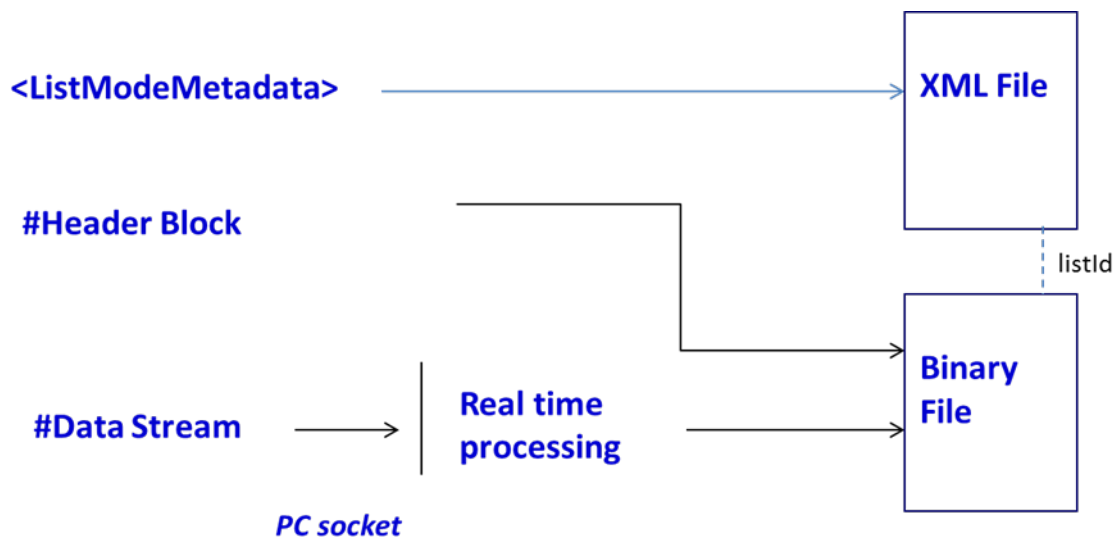 <ListModeMetadata>
XML File
#Header Block
listId
Binary
File
#Data Stream
Real time
processing
PC socket